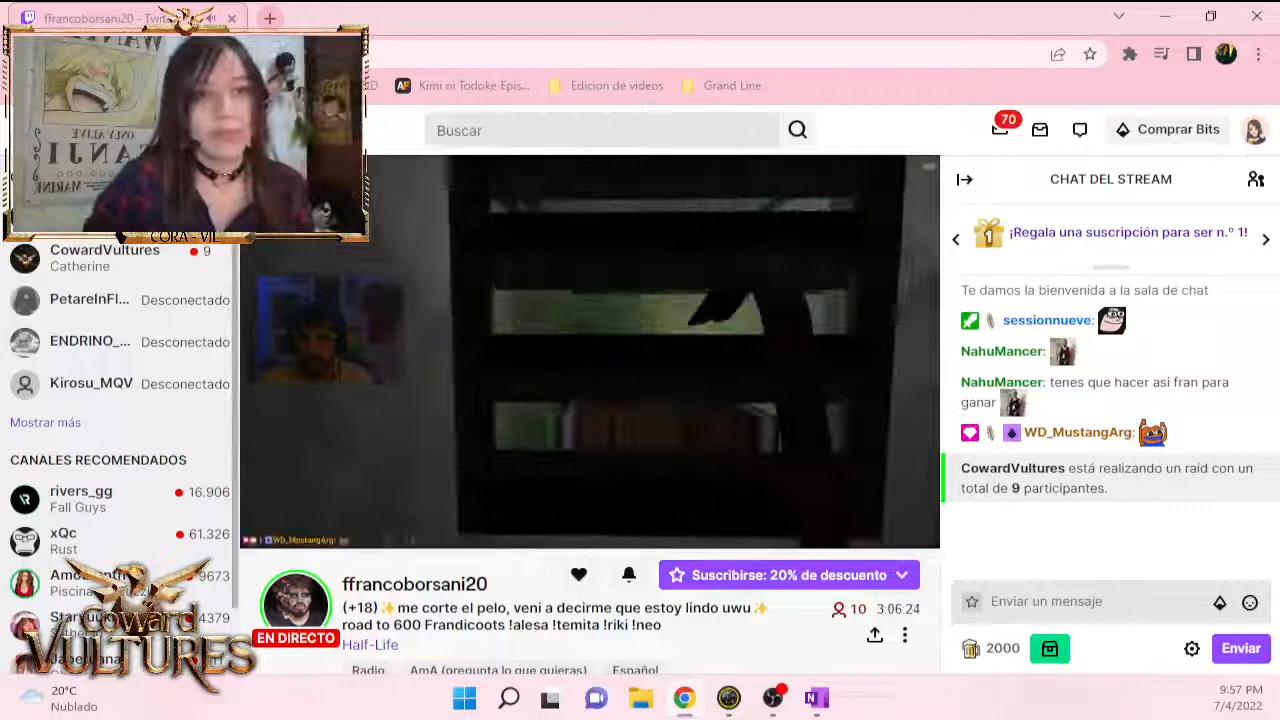 ffrancoborsani20 - Twitc
Kimi ni Todoke Epis...
Edicion de videos
Grand Line
ONLY ALIVE
SANJI
MARINE
CORA - VIL
Buscar
70
Comprar Bits
CowardVultures
9
Catherine
PetareInFl...
Desconectado
ENDRINO_...
Desconectado
Kirosu_MQV
Desconectado
Mostrar más
CANALES RECOMENDADOS
rivers_gg
16.906
Fall Guys
xQc
61.326
Rust
9673
Piscina
4379
Coward
VULTURES
WD_MustangArg:
ffrancoborsani20
Suscribirse: 20% de descuento
(+18)✨me corte el pelo, veni a decirme que estoy lindo uwu✨
road to 600 Frandicoots !alesa !temita !riki !neo
10
3:06:24
EN DIRECTO
Half-Life
Radio
AmA (pregunta lo que quieras)
Español
CHAT DEL STREAM
1
¡Regala una suscripción para ser n.º 1!
Te damos la bienvenida a la sala de chat
sessionnueve:
NahuMancer:
NahuMancer: tenes que hacer asi fran para
ganar
WD_MustangArg:
CowardVultures está realizando un raid con un
total de 9 participantes.
Enviar un mensaje
2000
Enviar
20°C
Nublado
9:57 PM
7/4/2022